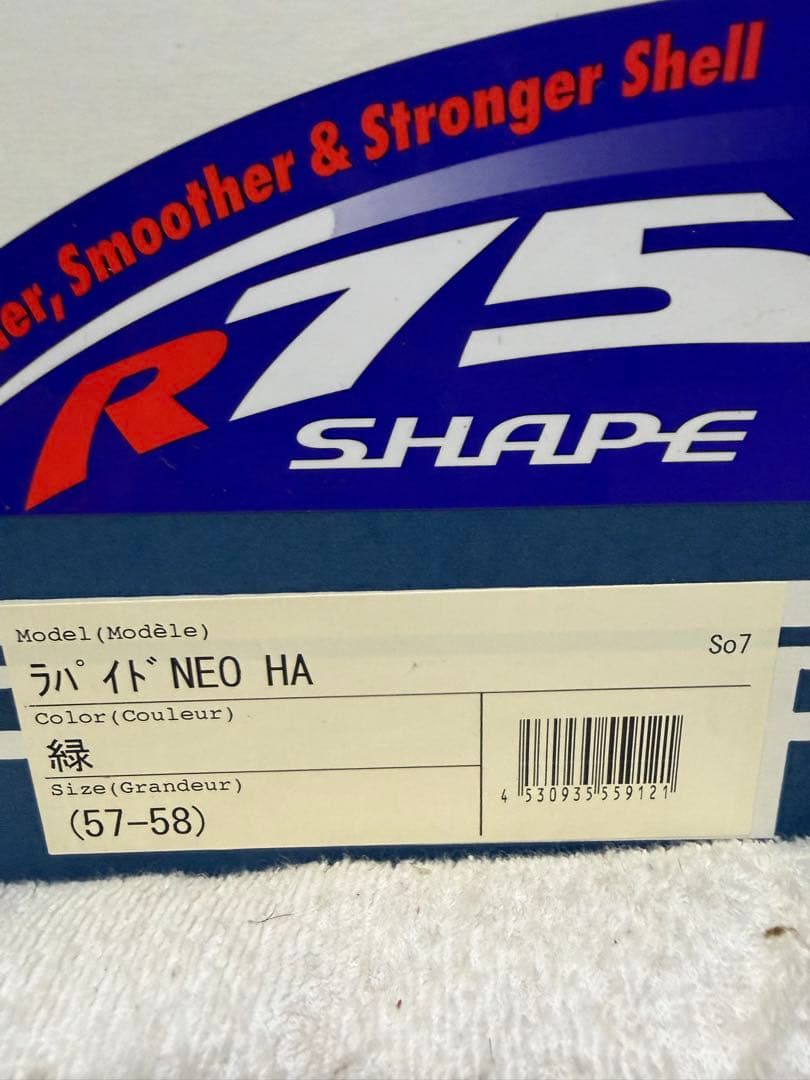 Smoother & Stronger Shell
R75
SHAPE
Model(Modèle)
ﾗﾊﾟｲﾄﾞNEO HA
So7
Color(Couleur)
緑
Size(Grandeur)
(57-58)
4 530935 559121